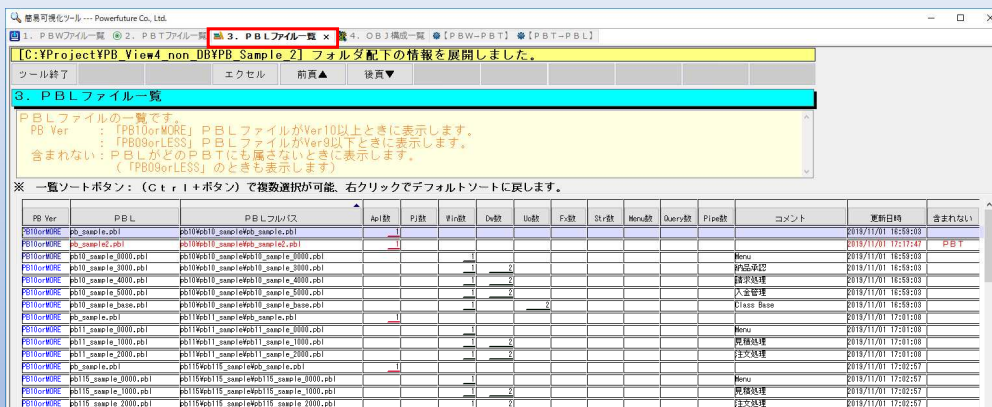 簡易可視化ツール --- Powerfuture Co., Ltd.
1．ＰＢＷファイル一覧 2．ＰＢＴファイル一覧 3．ＰＢＬファイル一覧 × 4．ＯＢＪ構成一覧 【ＰＢＷ－ＰＢＴ】 【ＰＢＴ－ＰＢＬ】
[C:¥Project¥PB_View4_non_DB¥PB_Sample_2] フォルダ配下の情報を展開しました。
ツール終了 エクセル 前頁▲ 後頁▼
3．ＰＢＬファイル一覧
ＰＢＬファイルの一覧です。
PB Ver ：「PB10orMORE」ＰＢＬファイルがVer10以上ときに表示します。
：「PB09orLESS」ＰＢＬファイルがVer9以下ときに表示します。
含まれない：ＰＢＬがどのＰＢＴにも属さないときに表示します。
（「PB09orLESS」のときも表示します）
※ 一覧ソートボタン：（Ｃｔｒｌ＋ボタン）で複数選択が可能、右クリックでデフォルトソートに戻します。
PB Ver ＰＢＬ ＰＢＬフルパス Apl数 Pj数 Win数 Dw数 Uo数 Fx数 Str数 Menu数 Query数 Pipe数 コメント 更新日時 含まれない
PB10orMORE pb_sample.pbl pb10¥pb10_sample¥pb_sample.pbl 1 2019/11/01 16:59:03
PB10orMORE pb_sample2.pbl pb10¥pb10_sample¥pb_sample2.pbl 1 2019/11/01 17:17:47 ＰＢＴ
PB10orMORE pb10_sample_0000.pbl pb10¥pb10_sample¥pb10_sample_0000.pbl 1 Menu 2019/11/01 16:59:03
PB10orMORE pb10_sample_3000.pbl pb10¥pb10_sample¥pb10_sample_3000.pbl 1 2 納品承認 2019/11/01 16:59:03
PB10orMORE pb10_sample_4000.pbl pb10¥pb10_sample¥pb10_sample_4000.pbl 1 2 請求処理 2019/11/01 16:59:03
PB10orMORE pb10_sample_5000.pbl pb10¥pb10_sample¥pb10_sample_5000.pbl 1 2 入金管理 2019/11/01 16:59:03
PB10orMORE pb10_sample_base.pbl pb10¥pb10_sample¥pb10_sample_base.pbl 1 2 Class Base 2019/11/01 16:59:03
PB10orMORE pb_sample.pbl pb11¥pb11_sample¥pb_sample.pbl 1 2019/11/01 17:01:08
PB10orMORE pb11_sample_0000.pbl pb11¥pb11_sample¥pb11_sample_0000.pbl 1 Menu 2019/11/01 17:01:08
PB10orMORE pb11_sample_1000.pbl pb11¥pb11_sample¥pb11_sample_1000.pbl 1 2 見積処理 2019/11/01 17:01:08
PB10orMORE pb11_sample_2000.pbl pb11¥pb11_sample¥pb11_sample_2000.pbl 1 2 注文処理 2019/11/01 17:01:08
PB10orMORE pb_sample.pbl pb115¥pb115_sample¥pb_sample.pbl 1 2019/11/01 17:02:57
PB10orMORE pb115_sample_0000.pbl pb115¥pb115_sample¥pb115_sample_0000.pbl 1 Menu 2019/11/01 17:02:57
PB10orMORE pb115_sample_1000.pbl pb115¥pb115_sample¥pb115_sample_1000.pbl 1 2 見積処理 2019/11/01 17:02:57
PB10orMORE pb115_sample_2000.pbl pb115¥pb115_sample¥pb115_sample_2000.pbl 1 2 注文処理 2019/11/01 17:02:57